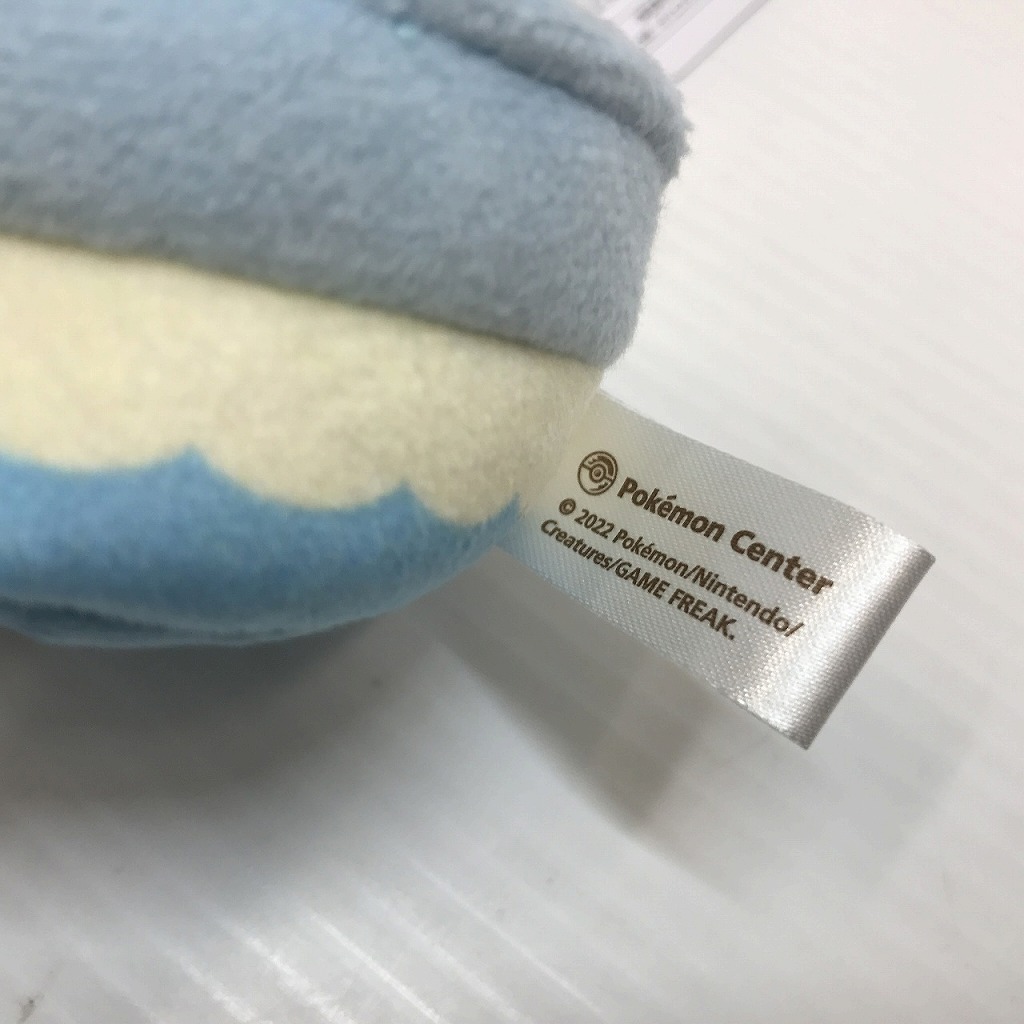 Pokémon Center
© 2022 Pokémon/Nintendo/
Creatures/GAME FREAK.